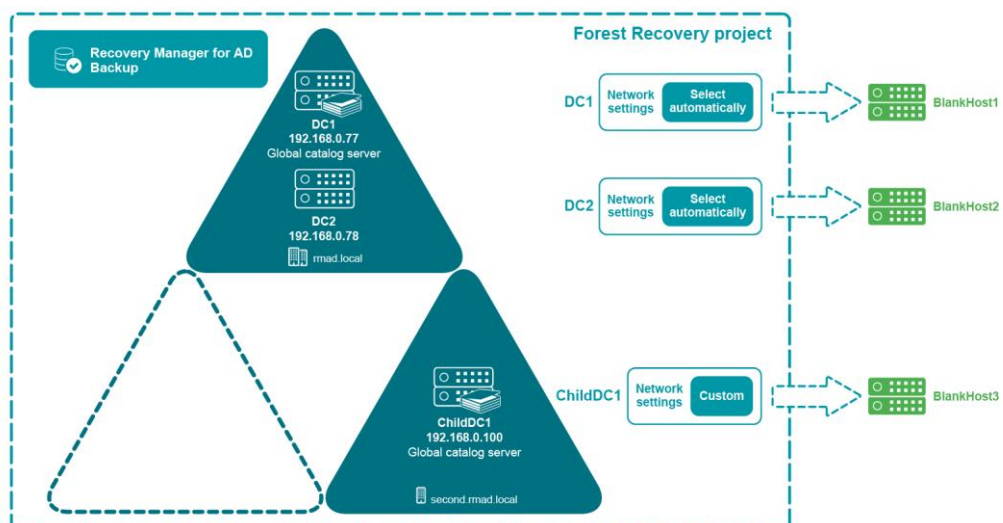 Forest Recovery project
Recovery Manager for AD
Backup
DC1
192.168.0.77
Global catalog server
DC2
192.168.0.78
rmad.local
ChildDC1
192.168.0.100
Global catalog server
second.rmad.local
DC1
Network
settings
Select
automatically
BlankHost1
DC2
Network
settings
Select
automatically
BlankHost2
ChildDC1
Network
settings
Custom
BlankHost3